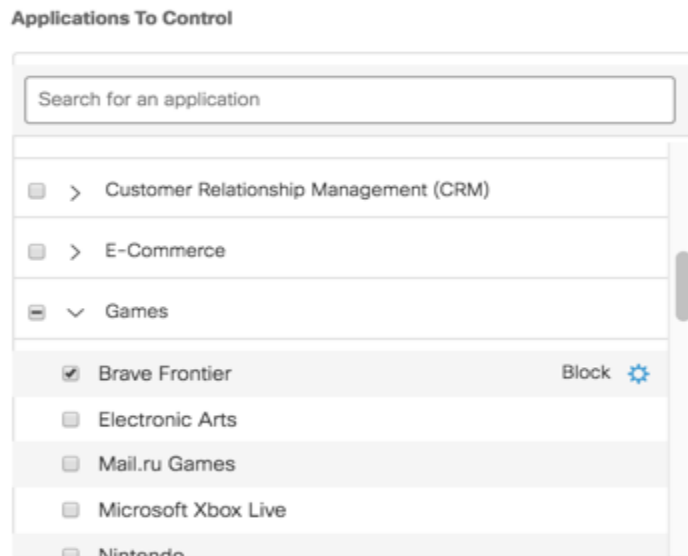 Applications To Control
Search for an application
Customer Relationship Management (CRM)
E-Commerce
Games
Brave Frontier Block
Electronic Arts
Mail.ru Games
Microsoft Xbox Live
Nintendo